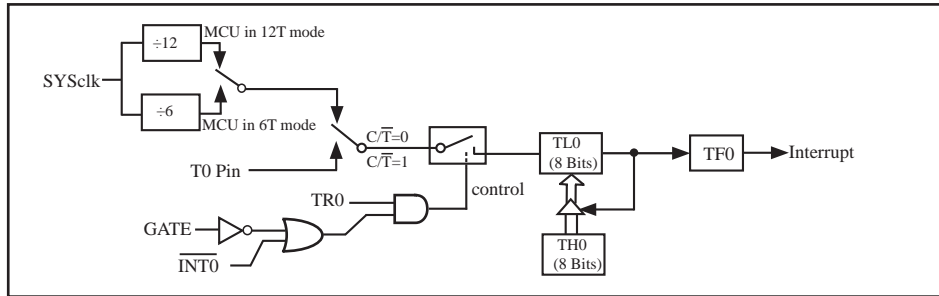 MCU in 12T mode
÷12
SYSclk
÷6
MCU in 6T mode
C/T̅=0
C/T̅=1
T0 Pin
TL0
(8 Bits)
TF0
Interrupt
control
TR0
GATE
I̅N̅T̅0̅
TH0
(8 Bits)